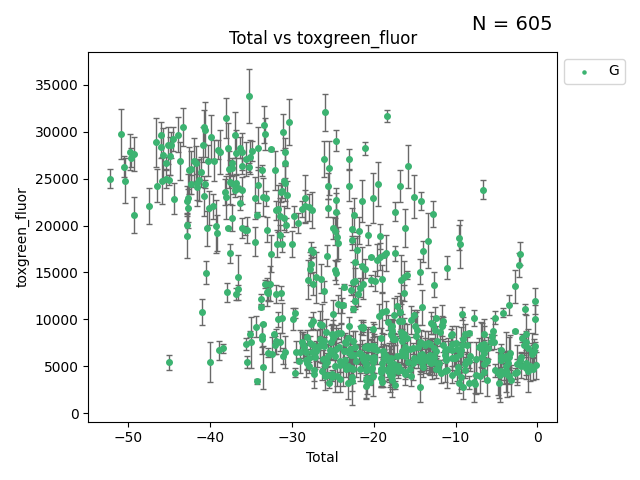 N = 605
Total vs toxgreen_fluor
G
toxgreen_fluor
35000
30000
25000
20000
15000
10000
5000
0
−50 −40 −30 −20 −10 0
Total